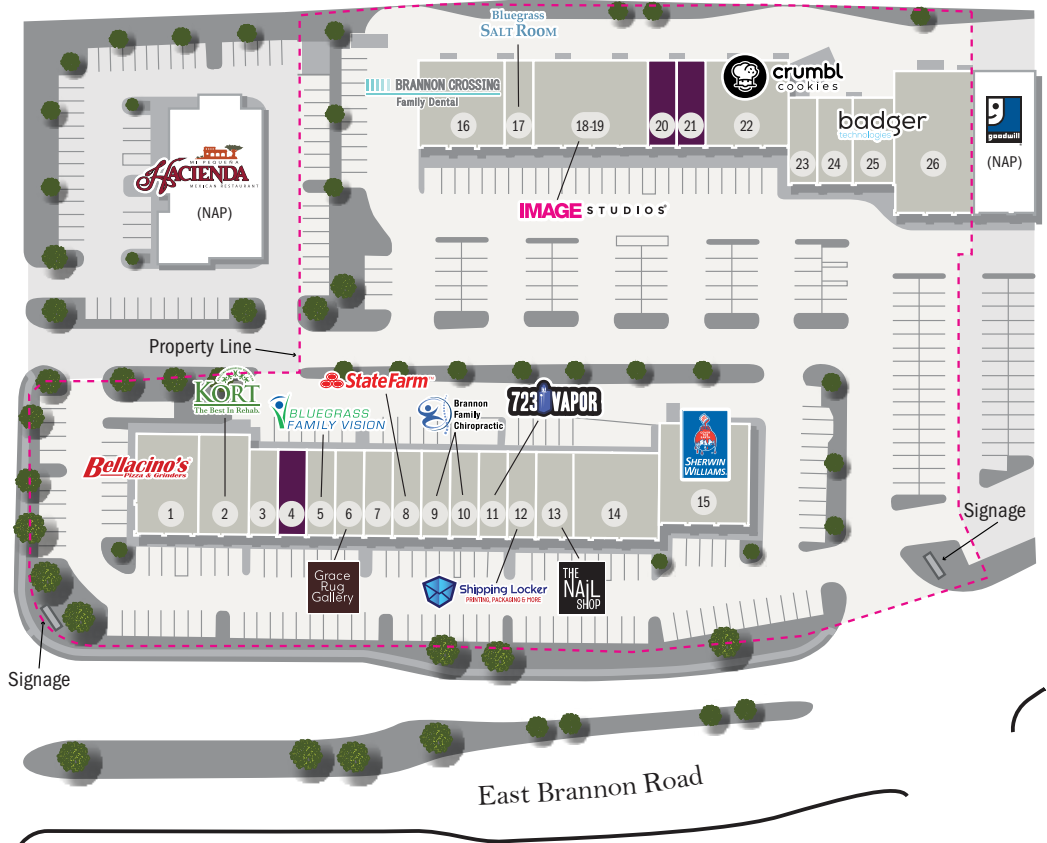 Bluegrass
SALT ROOM
BRANNON CROSSING
Family Dental
crumbl
cookies
badger
technologies
goodwill
(NAP)
16
17
18-19
20
21
22
23
24
25
26
IMAGE STUDIOS
MI PEQUEÑA
HACIENDA
MEXICAN RESTAURANT
(NAP)
Property Line
KORT
The Best In Rehab.
BLUEGRASS
FAMILY VISION
StateFarm™
Brannon
Family
Chiropractic
723 VAPOR
SHERWIN
WILLIAMS.
Bellacino's
Pizza & Grinders
1
2
3
4
5
6
7
8
9
10
11
12
13
14
15
Signage
Grace
Rug
Gallery
Shipping Locker
PRINTING, PACKAGING & MORE
THE
NAIL
SHOP
Signage
East Brannon Road